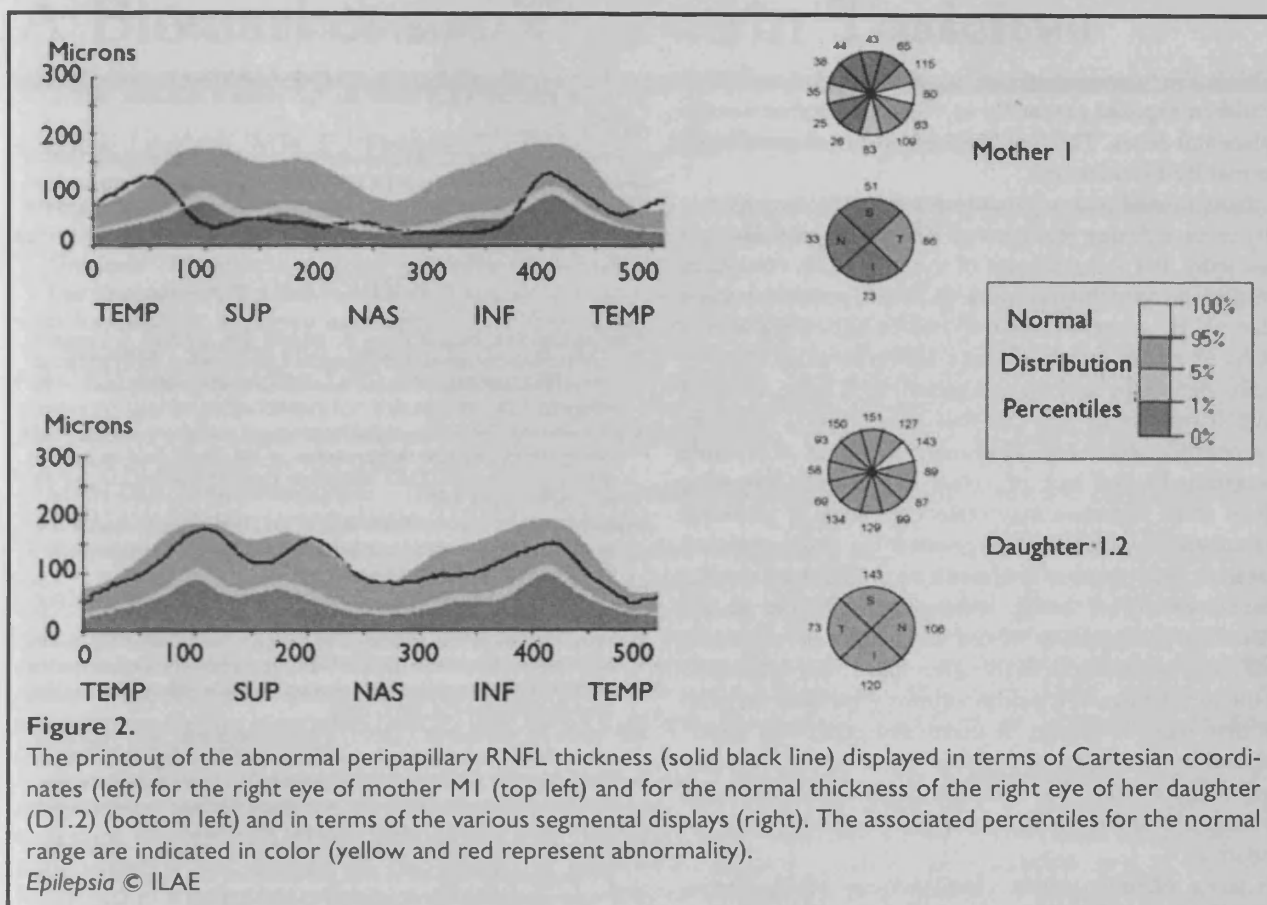 Microns
300
200
100
0
0 100 200 300 400 500
TEMP SUP NAS INF TEMP
43
44 65
38 115
35 80
25 63
26 109
83
Mother 1
51
S
33 N T 86
I
73
Normal
Distribution
Percentiles
100%
95%
5%
1%
0%
Microns
300
200
100
0
0 100 200 300 400 500
TEMP SUP NAS INF TEMP
151
150 127
93 143
58 89
69 87
134 99
129
Daughter 1.2
143
S
73 T N 106
I
120
Figure 2.
The printout of the abnormal peripapillary RNFL thickness (solid black line) displayed in terms of Cartesian coordi-
nates (left) for the right eye of mother M1 (top left) and for the normal thickness of the right eye of her daughter
(D1.2) (bottom left) and in terms of the various segmental displays (right). The associated percentiles for the normal
range are indicated in color (yellow and red represent abnormality).
Epilepsia © ILAE